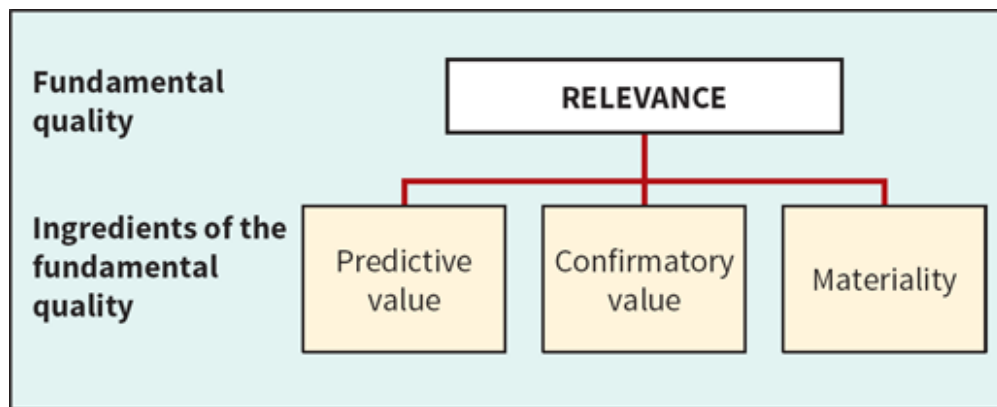 Fundamental
quality
RELEVANCE
Ingredients of the
fundamental
quality
Predictive
value
Confirmatory
value
Materiality